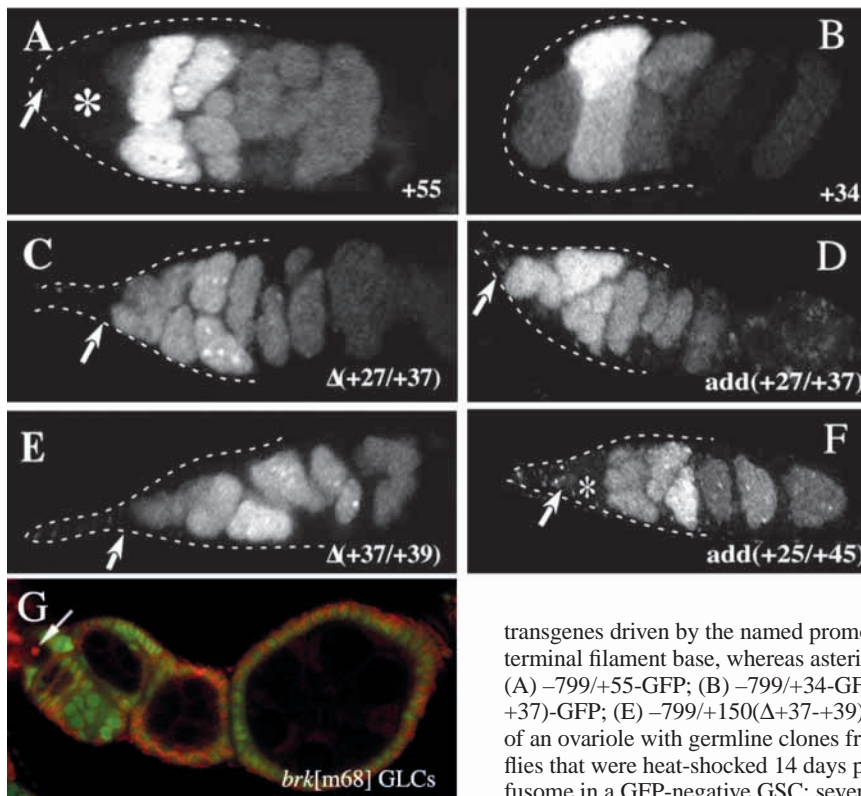 A
*
+55
B
+34
C
Δ(+27/+37)
D
add(+27/+37)
E
Δ(+37/+39)
F
*
add(+25/+45)
G
brk[m68] GLCs
transgenes driven by the named promo
terminal filament base, whereas asteri
(A) –799/+55-GFP; (B) –799/+34-GF
+37)-GFP; (E) –799/+150(Δ+37-+39)
of an ovariole with germline clones fr
flies that were heat-shocked 14 days p
fusome in a GFP-negative GSC; seve